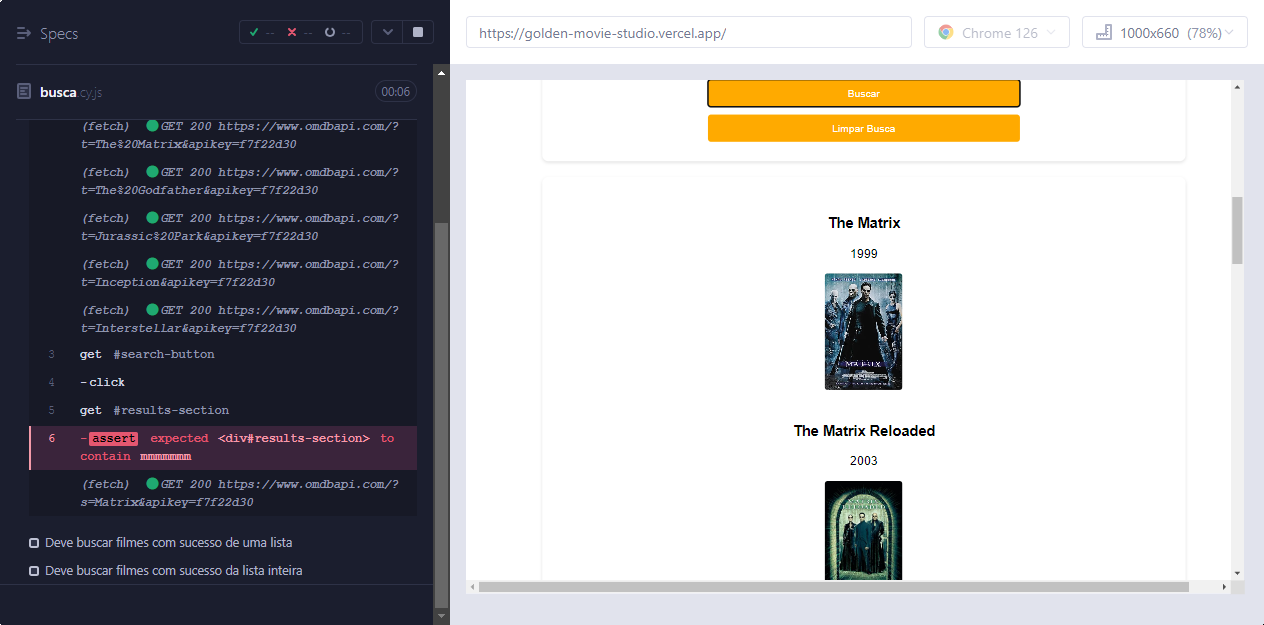 Specs
-- -- --
busca.cy.js
00:06
(fetch) GET 200 https://www.omdbapi.com/?
t=The%20Matrix&apikey=f7f22d30
(fetch) GET 200 https://www.omdbapi.com/?
t=The%20Godfather&apikey=f7f22d30
(fetch) GET 200 https://www.omdbapi.com/?
t=Jurassic%20Park&apikey=f7f22d30
(fetch) GET 200 https://www.omdbapi.com/?
t=Inception&apikey=f7f22d30
(fetch) GET 200 https://www.omdbapi.com/?
t=Interstellar&apikey=f7f22d30
3 get #search-button
4 -click
5 get #results-section
6 -assert expected <div#results-section> to
contain mmmmmmm
(fetch) GET 200 https://www.omdbapi.com/?
s=Matrix&apikey=f7f22d30
Deve buscar filmes com sucesso de uma lista
Deve buscar filmes com sucesso da lista inteira
https://golden-movie-studio.vercel.app/
Chrome 126
1000x660 (78%)
Buscar
Limpar Busca
The Matrix
1999
MATRIX
The Matrix Reloaded
2003